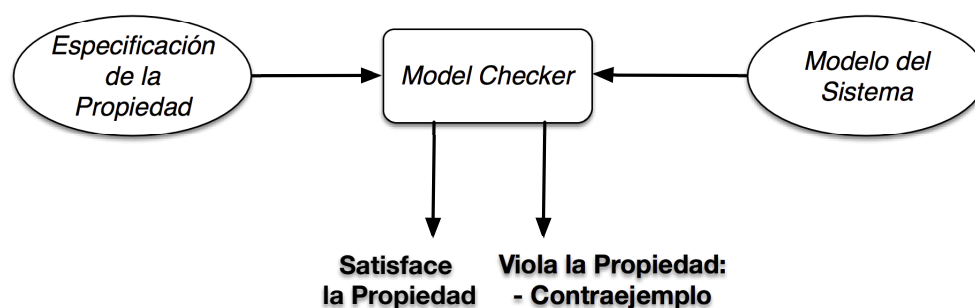 Especificación
de la
Propiedad
Model Checker
Modelo del
Sistema
Satisface
la Propiedad
Viola la Propiedad:
- Contraejemplo